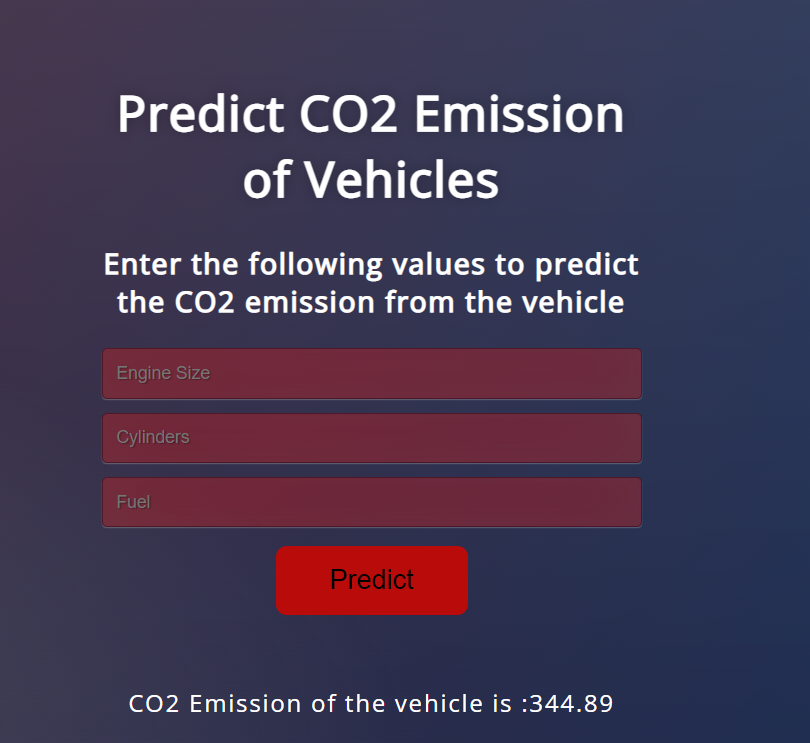 Predict CO2 Emission
of Vehicles
Enter the following values to predict
the CO2 emission from the vehicle
Engine Size
Cylinders
Fuel
Predict
CO2 Emission of the vehicle is :344.89